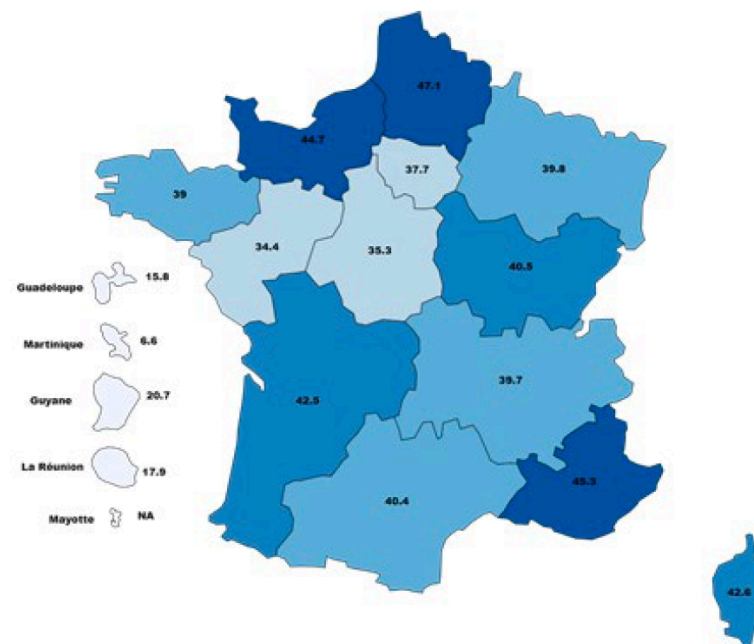 47.1
44.7
37.7
39.8
39
34.4
35.3
40.5
Guadeloupe 15.8
Martinique 6.6
39.7
Guyane 20.7
42.5
La Réunion 17.9
45.3
40.4
Mayotte NA
42.6